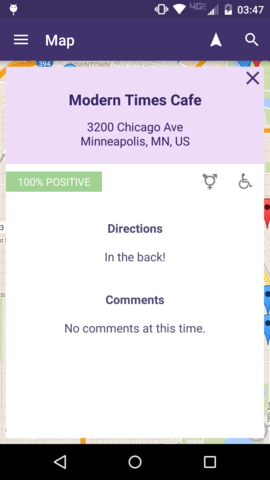 4G
03:47
Map
394
Modern Times Cafe
3200 Chicago Ave
Minneapolis, MN, US
100% POSITIVE
Directions
In the back!
Comments
No comments at this time.